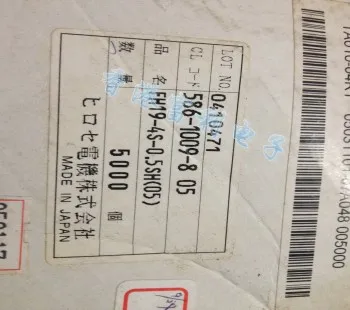 LOT NO. 0410471
CL コード 586-1009-8 05
品名 FH19-4S-0.5SH(05)
数量 5000 個
ヒロセ電機株式会社
MADE IN JAPAN